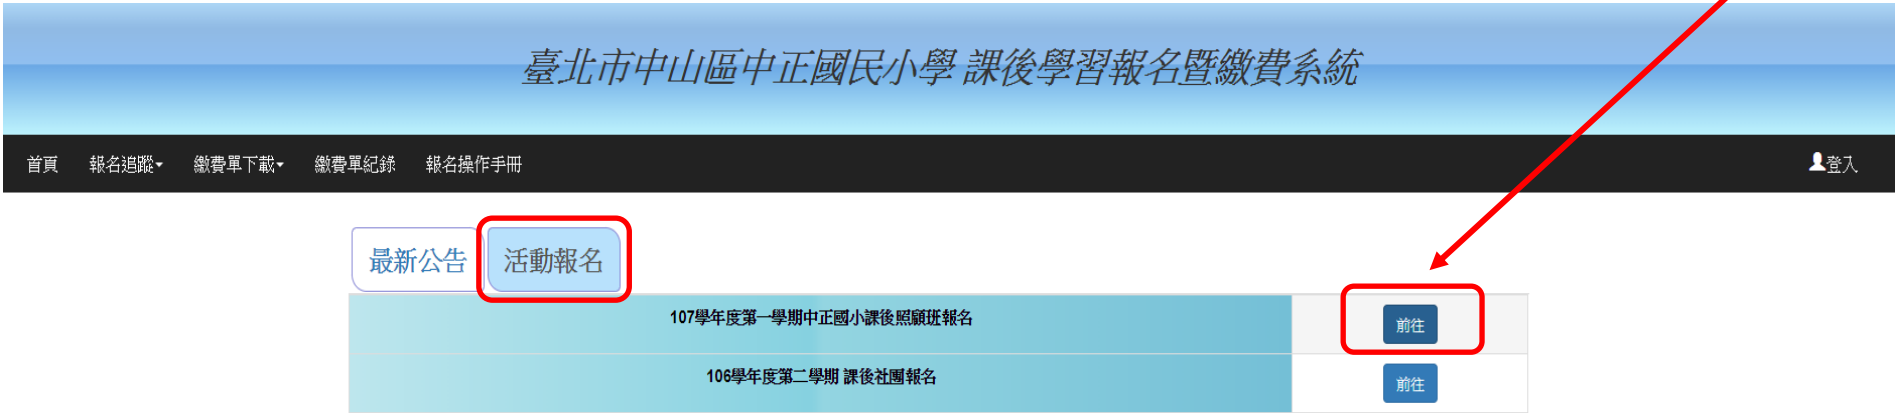 臺北市中山區中正國民小學 課後學習報名暨繳費系統
首頁 報名追蹤 繳費單下載 繳費單紀錄 報名操作手冊 登入
最新公告 活動報名
107學年度第一學期中正國小課後照顧班報名 前往
106學年度第二學期 課後社團報名 前往